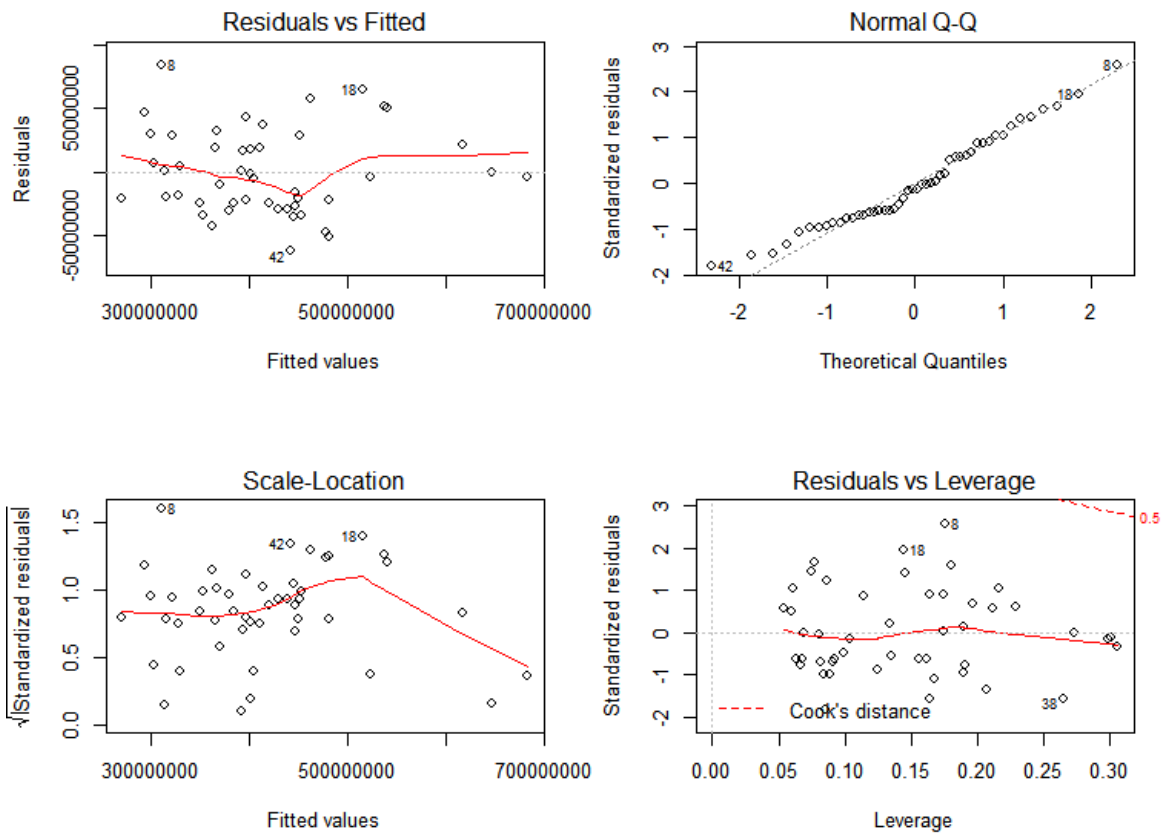 Residuals vs Fitted
Residuals
50000000
-50000000
8
18
42
300000000 500000000 700000000
Fitted values
Normal Q-Q
Standardized residuals
3
2
1
0
-1
-2
8
18
42
-2 -1 0 1 2
Theoretical Quantiles
Scale-Location
√|Standardized residuals|
1.5
1.0
0.5
0.0
8
42
18
300000000 500000000 700000000
Fitted values
Residuals vs Leverage
Standardized residuals
3
2
1
0
-1
-2
8
18
38
0.5
Cook's distance
0.00 0.05 0.10 0.15 0.20 0.25 0.30
Leverage